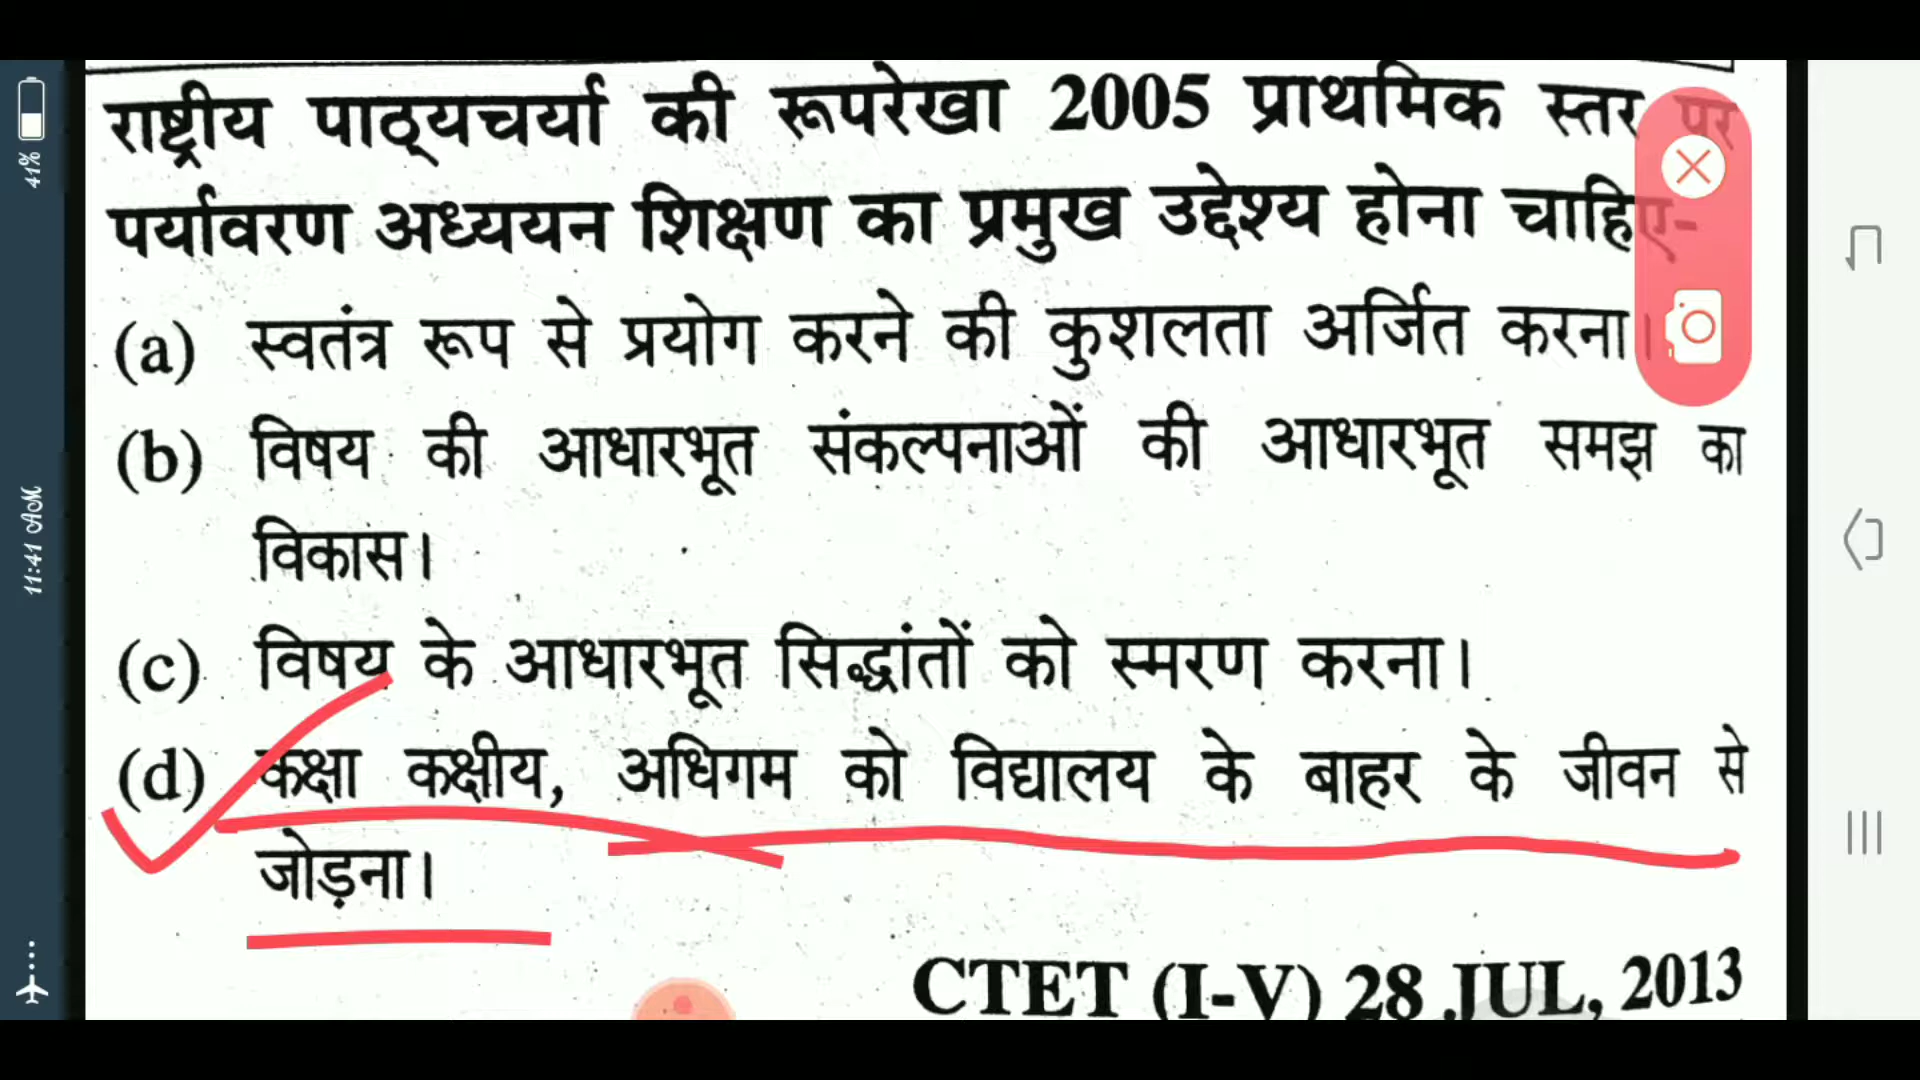 राष्ट्रीय पाठ्यचर्या की रूपरेखा 2005 प्राथमिक स्तर पर
पर्यावरण अध्ययन शिक्षण का प्रमुख उद्देश्य होना चाहिए-
(a) स्वतंत्र रूप से प्रयोग करने की कुशलता अर्जित करना।
(b) विषय की आधारभूत संकल्पनाओं की आधारभूत समझ का
विकास।
(c) विषय के आधारभूत सिद्धांतों को स्मरण करना।
(d) कक्षा कक्षीय, अधिगम को विद्यालय के बाहर के जीवन से
जोड़ना।
CTET (I-V) 28 JUL, 2013
41%
11:41 AM